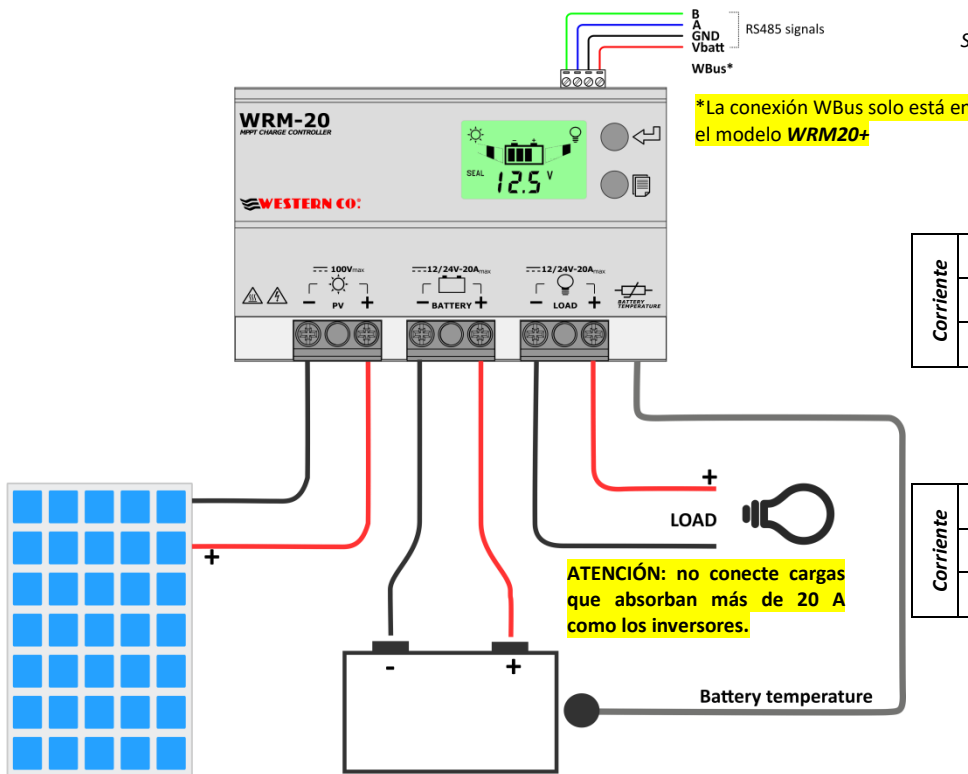 B
A
GND
Vbatt
RS485 signals
WBus*
S
*La conexión WBus solo está en
el modelo WRM20+
WRM-20
MPPT CHARGE CONTROLLER
SEAL
12.5 V
WESTERN CO.
100Vmax
12/24V-20Amax
12/24V-20Amax
- PV +
- BATTERY +
- LOAD +
BATTERY
TEMPERATURE
Corriente
+
LOAD
+
Corriente
ATENCIÓN: no conecte cargas
que absorban más de 20 A
como los inversores.
- +
Battery temperature